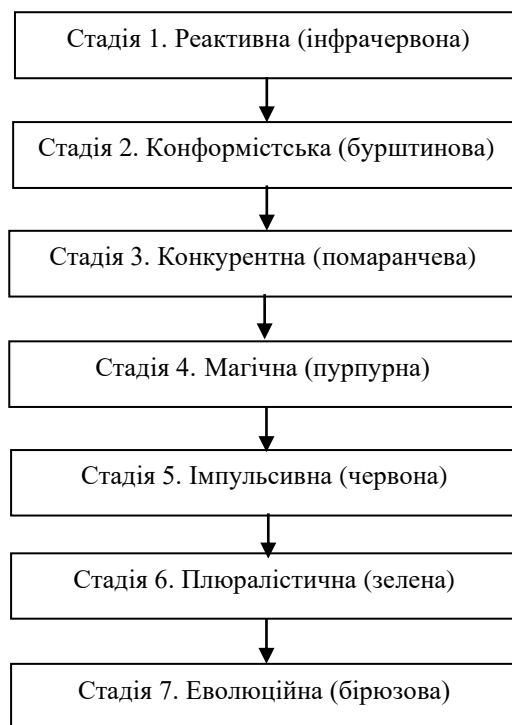 Стадія 1. Реактивна (інфрачервона)
Стадія 2. Конформістська (бурштинова)
Стадія 3. Конкурентна (помаранчева)
Стадія 4. Магічна (пурпурна)
Стадія 5. Імпульсивна (червона)
Стадія 6. Плюралістична (зелена)
Стадія 7. Еволюційна (бірюзова)